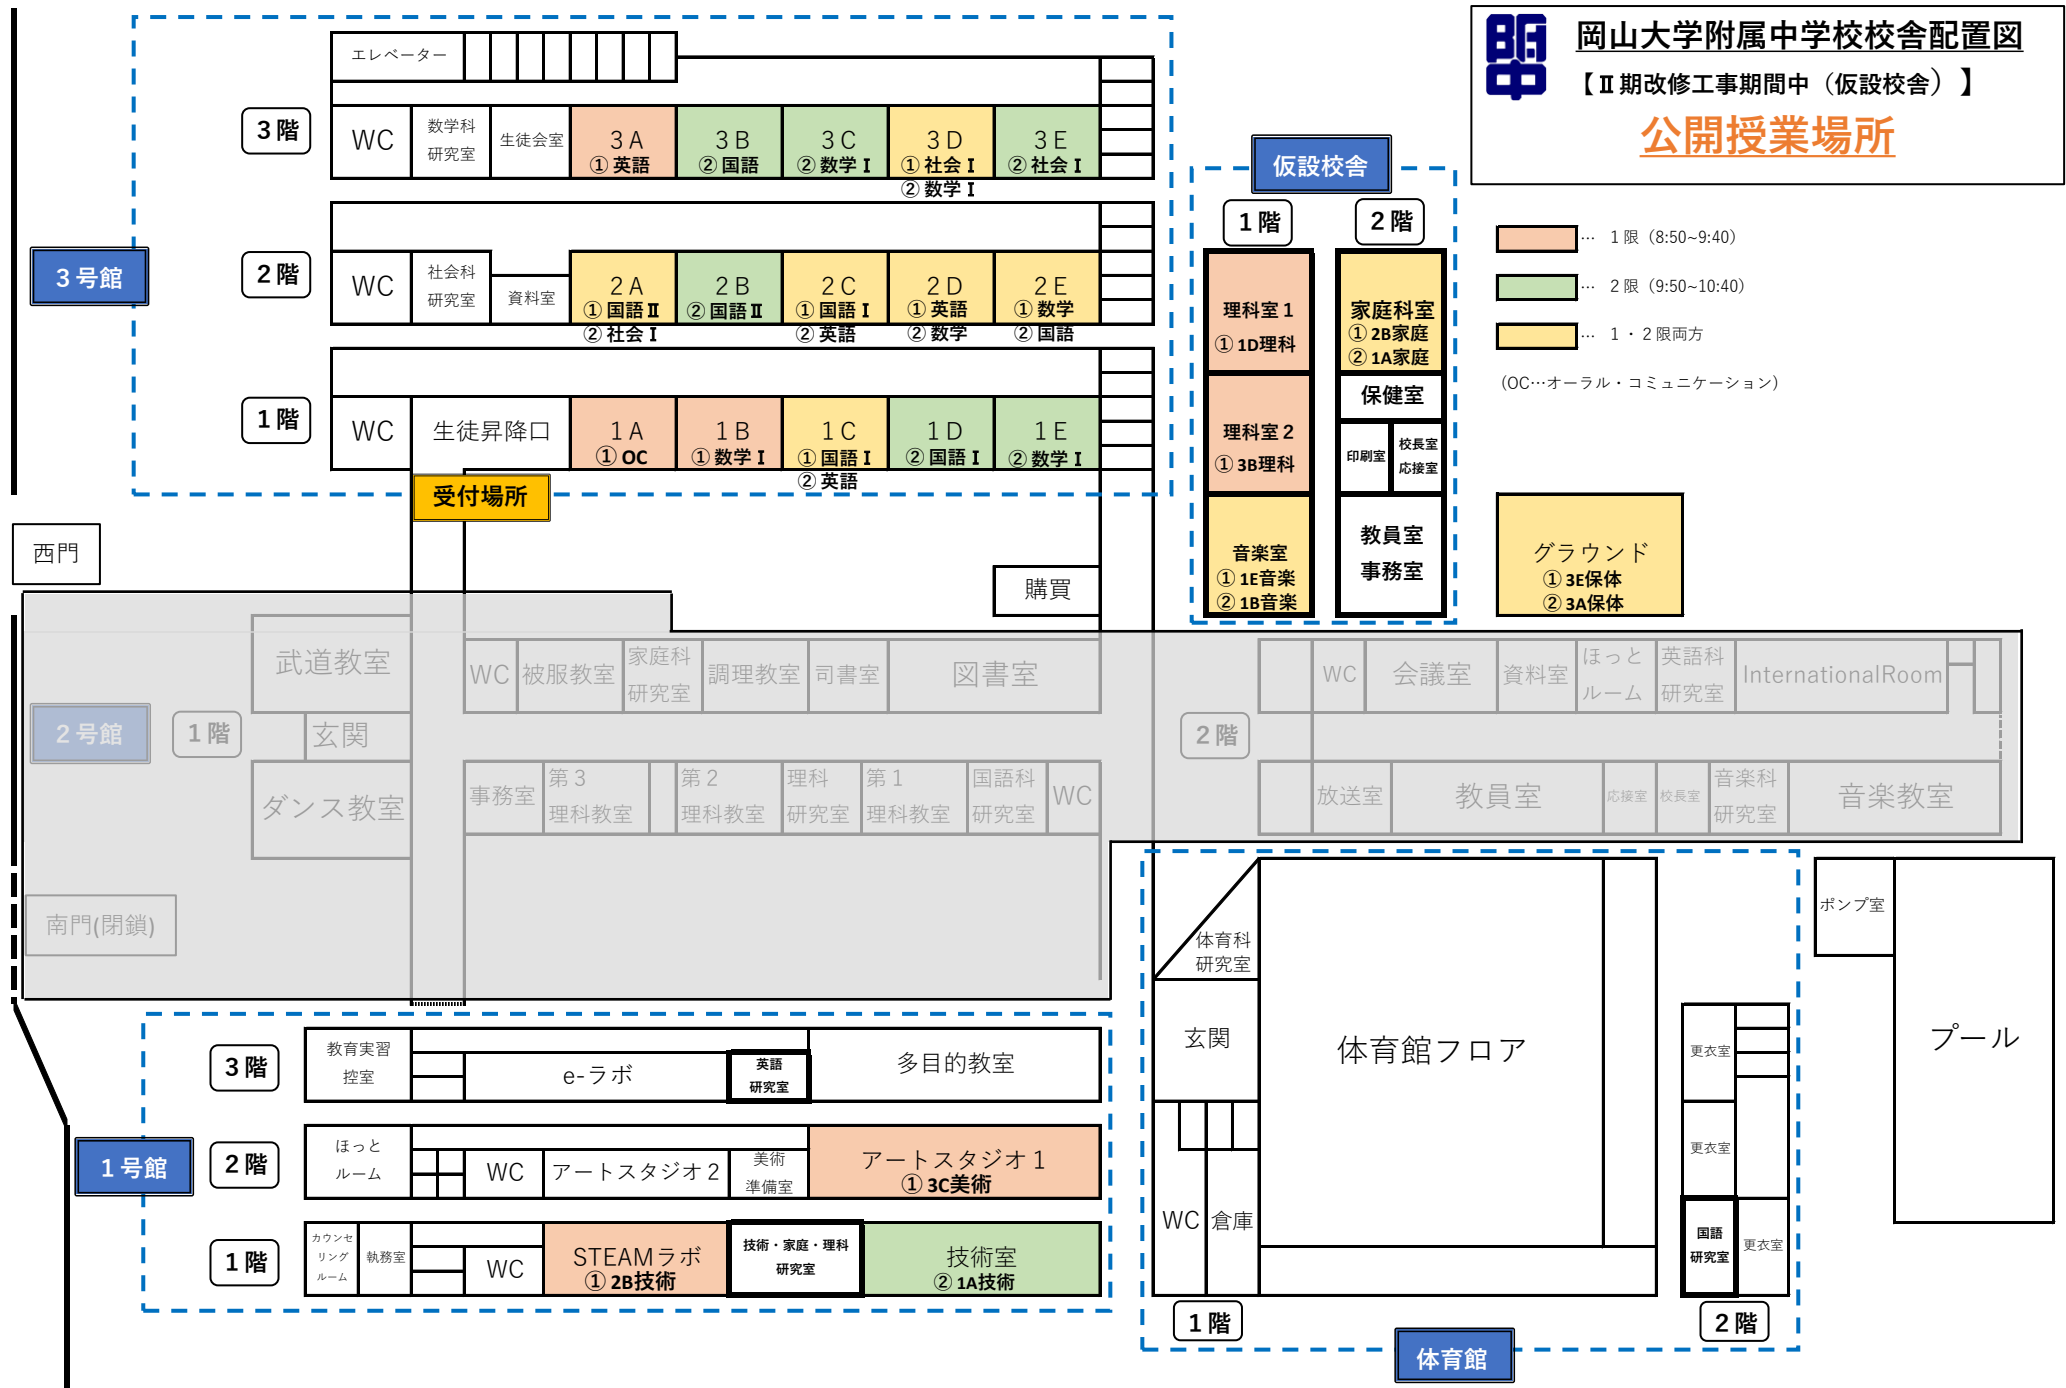 岡山大学附属中学校校舎配置図
【Ⅱ期改修工事期間中（仮設校舎）】
公開授業場所
附中
エレベーター
3階
WC
数学科
研究室
生徒会室
3A
①英語
3B
②国語
3C
②数学Ⅰ
3D
①社会Ⅰ
②数学Ⅰ
3E
②社会Ⅰ
3号館
2階
WC
社会科
研究室
資料室
2A
①国語Ⅱ
②社会Ⅰ
2B
②国語Ⅱ
2C
①国語Ⅰ
②英語
2D
①英語
②数学
2E
①数学
②国語
1階
WC
生徒昇降口
1A
①OC
1B
①数学Ⅰ
1C
①国語Ⅰ
②英語
1D
②国語Ⅰ
1E
②数学Ⅰ
受付場所
仮設校舎
1階
理科室1
①1D理科
理科室2
①3B理科
音楽室
①1E音楽
②1B音楽
2階
家庭科室
①2B家庭
②1A家庭
保健室
印刷室
校長室
応接室
教員室
事務室
… 1限（8:50~9:40）
… 2限（9:50~10:40）
… 1・2限両方
（OC…オーラル・コミュニケーション）
グラウンド
①3E保体
②3A保体
西門
購買
2号館
1階
武道教室
玄関
ダンス教室
WC
被服教室
家庭科
研究室
調理教室
司書室
図書室
事務室
第3
理科教室
第2
理科教室
理科
研究室
第1
理科教室
国語科
研究室
WC
2階
WC
会議室
資料室
ほっと
ルーム
英語科
研究室
InternationalRoom
放送室
教員室
応接室
校長室
音楽科
研究室
音楽教室
南門(閉鎖)
1号館
3階
教育実習
控室
e-ラボ
英語
研究室
多目的教室
2階
ほっと
ルーム
WC
アートスタジオ2
美術
準備室
アートスタジオ1
①3C美術
1階
カウンセ
リング
ルーム
執務室
WC
STEAMラボ
①2B技術
技術・家庭・理科
研究室
技術室
②1A技術
体育科
研究室
玄関
体育館フロア
WC
倉庫
1階
更衣室
更衣室
国語
研究室
更衣室
2階
体育館
ポンプ室
プール